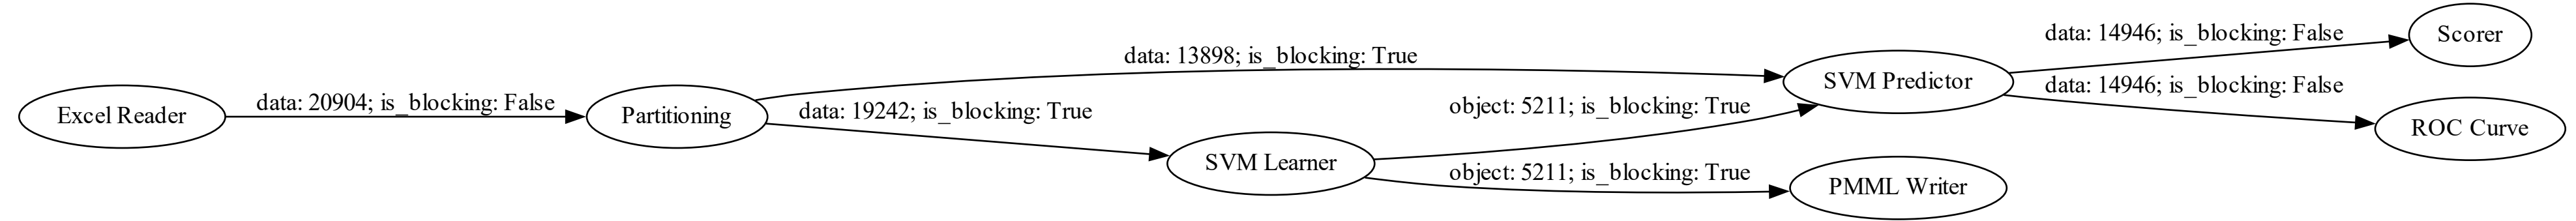 Excel Reader
data: 20904; is_blocking: False
Partitioning
data: 13898; is_blocking: True
data: 19242; is_blocking: True
SVM Learner
object: 5211; is_blocking: True
object: 5211; is_blocking: True
SVM Predictor
PMML Writer
data: 14946; is_blocking: False
data: 14946; is_blocking: False
Scorer
ROC Curve